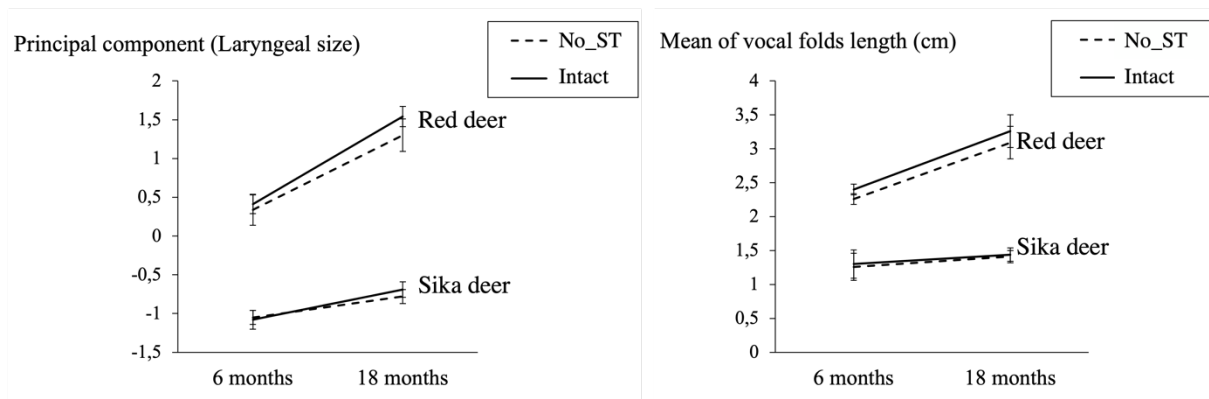 Principal component (Laryngeal size)
No_ST
Intact
2
1,5
1
0,5
0
-0,5
-1
-1,5
Red deer
Sika deer
6 months
18 months
Mean of vocal folds length (cm)
No_ST
Intact
4
3,5
3
2,5
2
1,5
1
0,5
0
Red deer
Sika deer
6 months
18 months